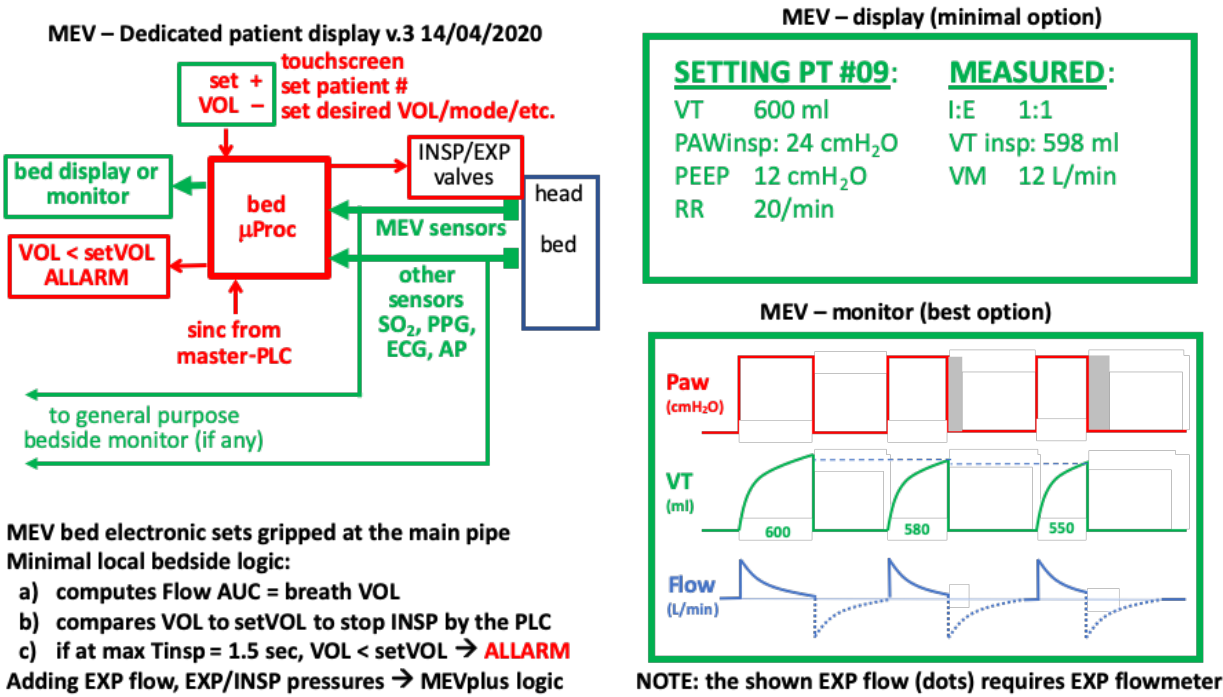 MEV – Dedicated patient display v.3 14/04/2020
set +
VOL –
touchscreen
set patient #
set desired VOL/mode/etc.
bed display or
monitor
bed
μProc
INSP/EXP
valves
head
bed
MEV sensors
VOL < setVOL
ALLARM
other
sensors
SO₂, PPG,
ECG, AP
sinc from
master-PLC
to general purpose
bedside monitor (if any)
MEV bed electronic sets gripped at the main pipe
Minimal local bedside logic:
a) computes Flow AUC = breath VOL
b) compares VOL to setVOL to stop INSP by the PLC
c) if at max Tinsp = 1.5 sec, VOL < setVOL → ALLARM
Adding EXP flow, EXP/INSP pressures → MEVplus logic
MEV – display (minimal option)
SETTING PT #09:
VT 600 ml
PAWinsp: 24 cmH₂O
PEEP 12 cmH₂O
RR 20/min
MEASURED:
I:E 1:1
VT insp: 598 ml
VM 12 L/min
MEV – monitor (best option)
Paw
(cmH₂O)
VT
(ml)
600 580 550
Flow
(L/min)
NOTE: the shown EXP flow (dots) requires EXP flowmeter